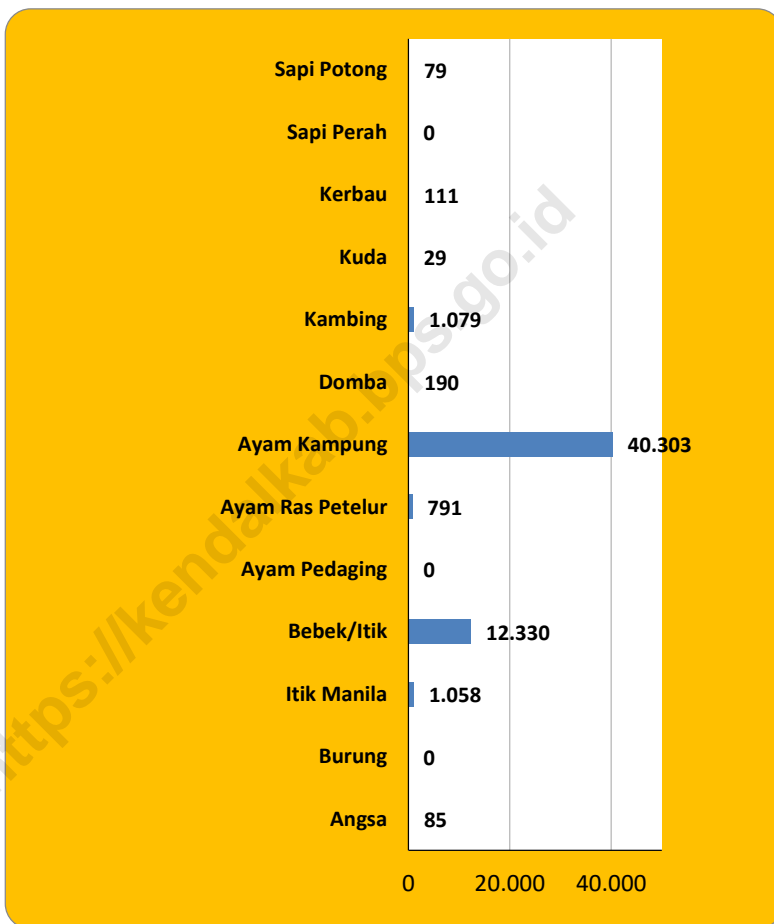 Sapi Potong 79
Sapi Perah 0
Kerbau 111
Kuda 29
Kambing 1.079
Domba 190
Ayam Kampung 40.303
Ayam Ras Petelur 791
Ayam Pedaging 0
Bebek/Itik 12.330
Itik Manila 1.058
Burung 0
Angsa 85
0 20.000 40.000
https://kendalkab.bps.go.id